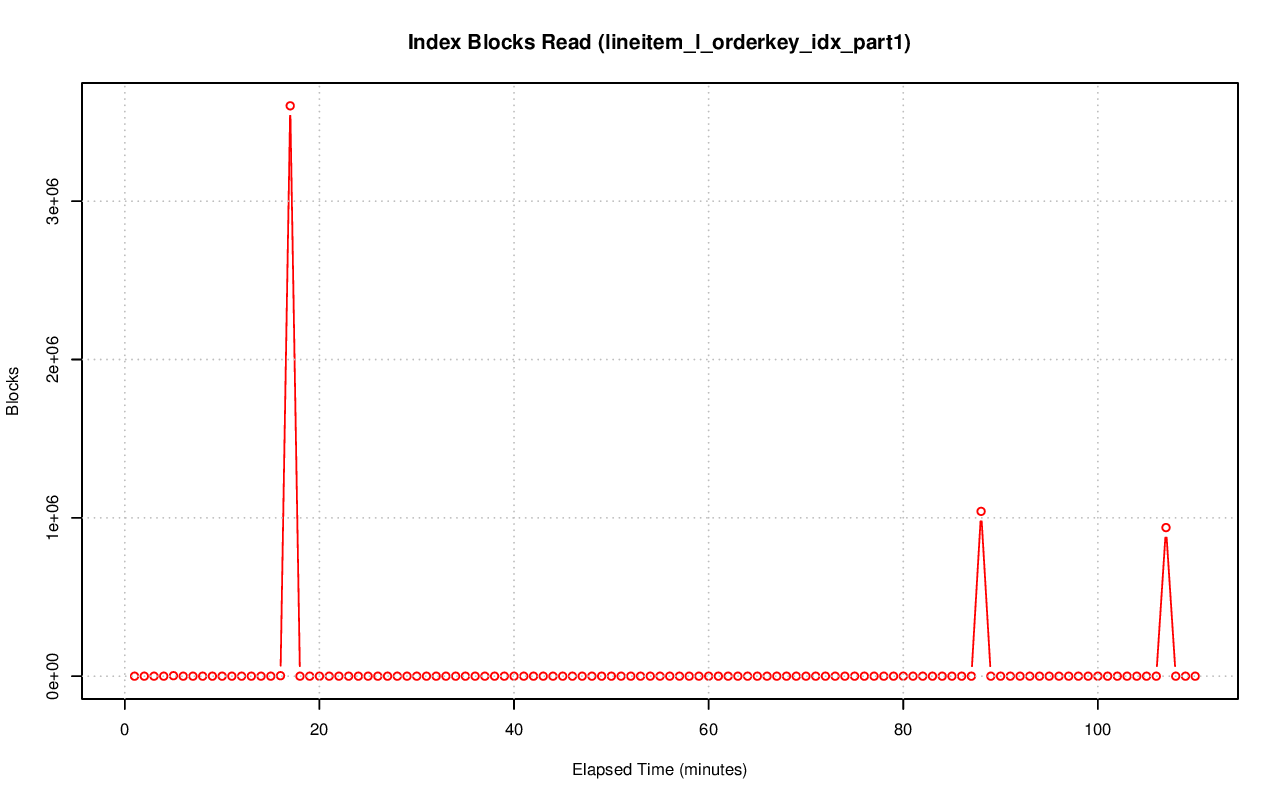 Index Blocks Read (lineitem_l_orderkey_idx_part1)
Blocks
3e+06
2e+06
1e+06
0e+00
0 20 40 60 80 100
Elapsed Time (minutes)